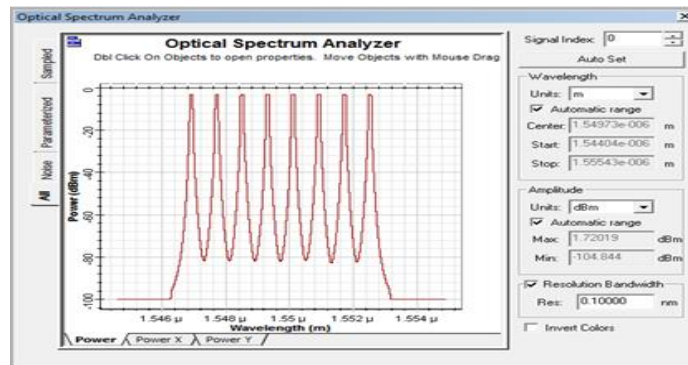 Optical Spectrum Analyzer
Optical Spectrum Analyzer
Dbl Click On Objects to open properties. Move Objects with Mouse Drag
Sampled
Parameterized
Noise
All
Power (dBm)
0
-20
-40
-60
-80
-100
1.546 µ 1.548 µ 1.55 µ 1.552 µ 1.554 µ
Wavelength (m)
Power Power X Power Y
Signal Index: 0
Auto Set
Wavelength
Units: m
Automatic range
Center: 1.54973e-006 m
Start: 1.54404e-006 m
Stop: 1.55543e-006 m
Amplitude
Units: dBm
Automatic range
Max: 1.72019 dBm
Min: -104.844 dBm
Resolution Bandwidth
Res: 0.10000 nm
Invert Colors